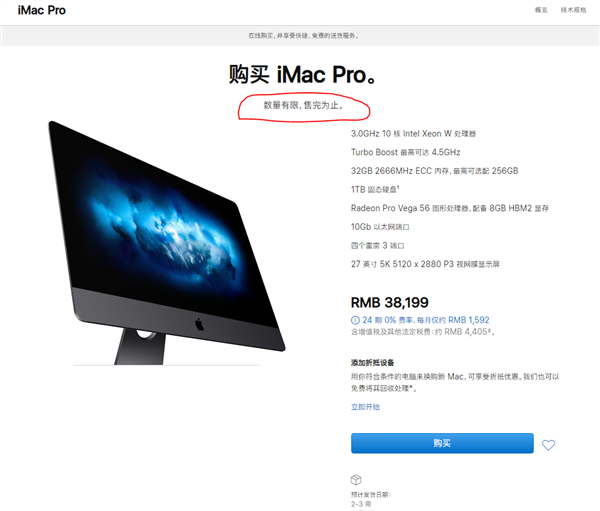 iMac Pro
概览
技术规格
在线购买,并享受快捷、免费的送货服务。
购买 iMac Pro。
数量有限,售完为止。
3.0GHz 10 核 Intel Xeon W 处理器
Turbo Boost 最高可达 4.5GHz
32GB 2666MHz ECC 内存,最高可选配 256GB
1TB 固态硬盘¹
Radeon Pro Vega 56 图形处理器,配备 8GB HBM2 显存
10Gb 以太网端口
四个雷雳 3 端口
27 英寸 5K 5120 x 2880 P3 视网膜显示屏
RMB 38,199
24 期 0% 费率,每月仅约 RMB 1,592
含增值税及其他法定税费:约 RMB 4,405‡。
添加折抵设备
用你符合条件的电脑来换购新 Mac,可享受折抵优惠。我们也可以
免费将其回收处理*。
立即开始
购买
预计发货日期:
2-3 周